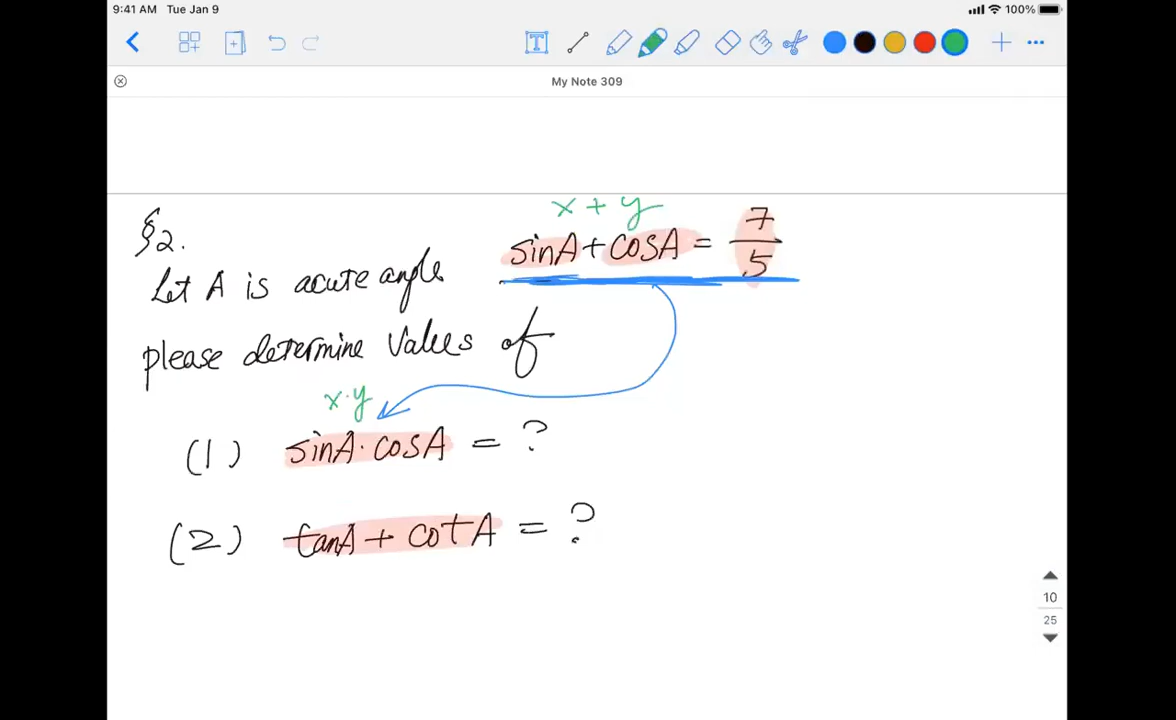 9:41 AM Tue Jan 9 100%
My Note 309
x + y
§2. sinA + cosA = 7/5
Let A is acute angle
please determine values of
x·y
(1) sinA·cosA = ?
(2) tanA + cotA = ?
10
25